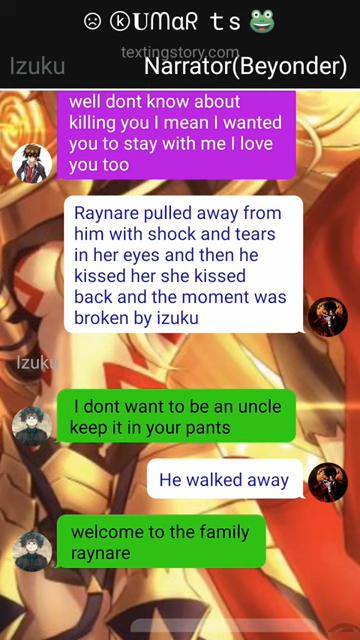 ☹ ⓚ𝐔ᗰᗩᖇ t s 🐸
textingstory.com
Izuku Narrator(Beyonder)
well dont know about
killing you I mean I wanted
you to stay with me I love
you too
Raynare pulled away from
him with shock and tears
in her eyes and then he
kissed her she kissed
back and the moment was
broken by izuku
Izuku
I dont want to be an uncle
keep it in your pants
He walked away
welcome to the family
raynare